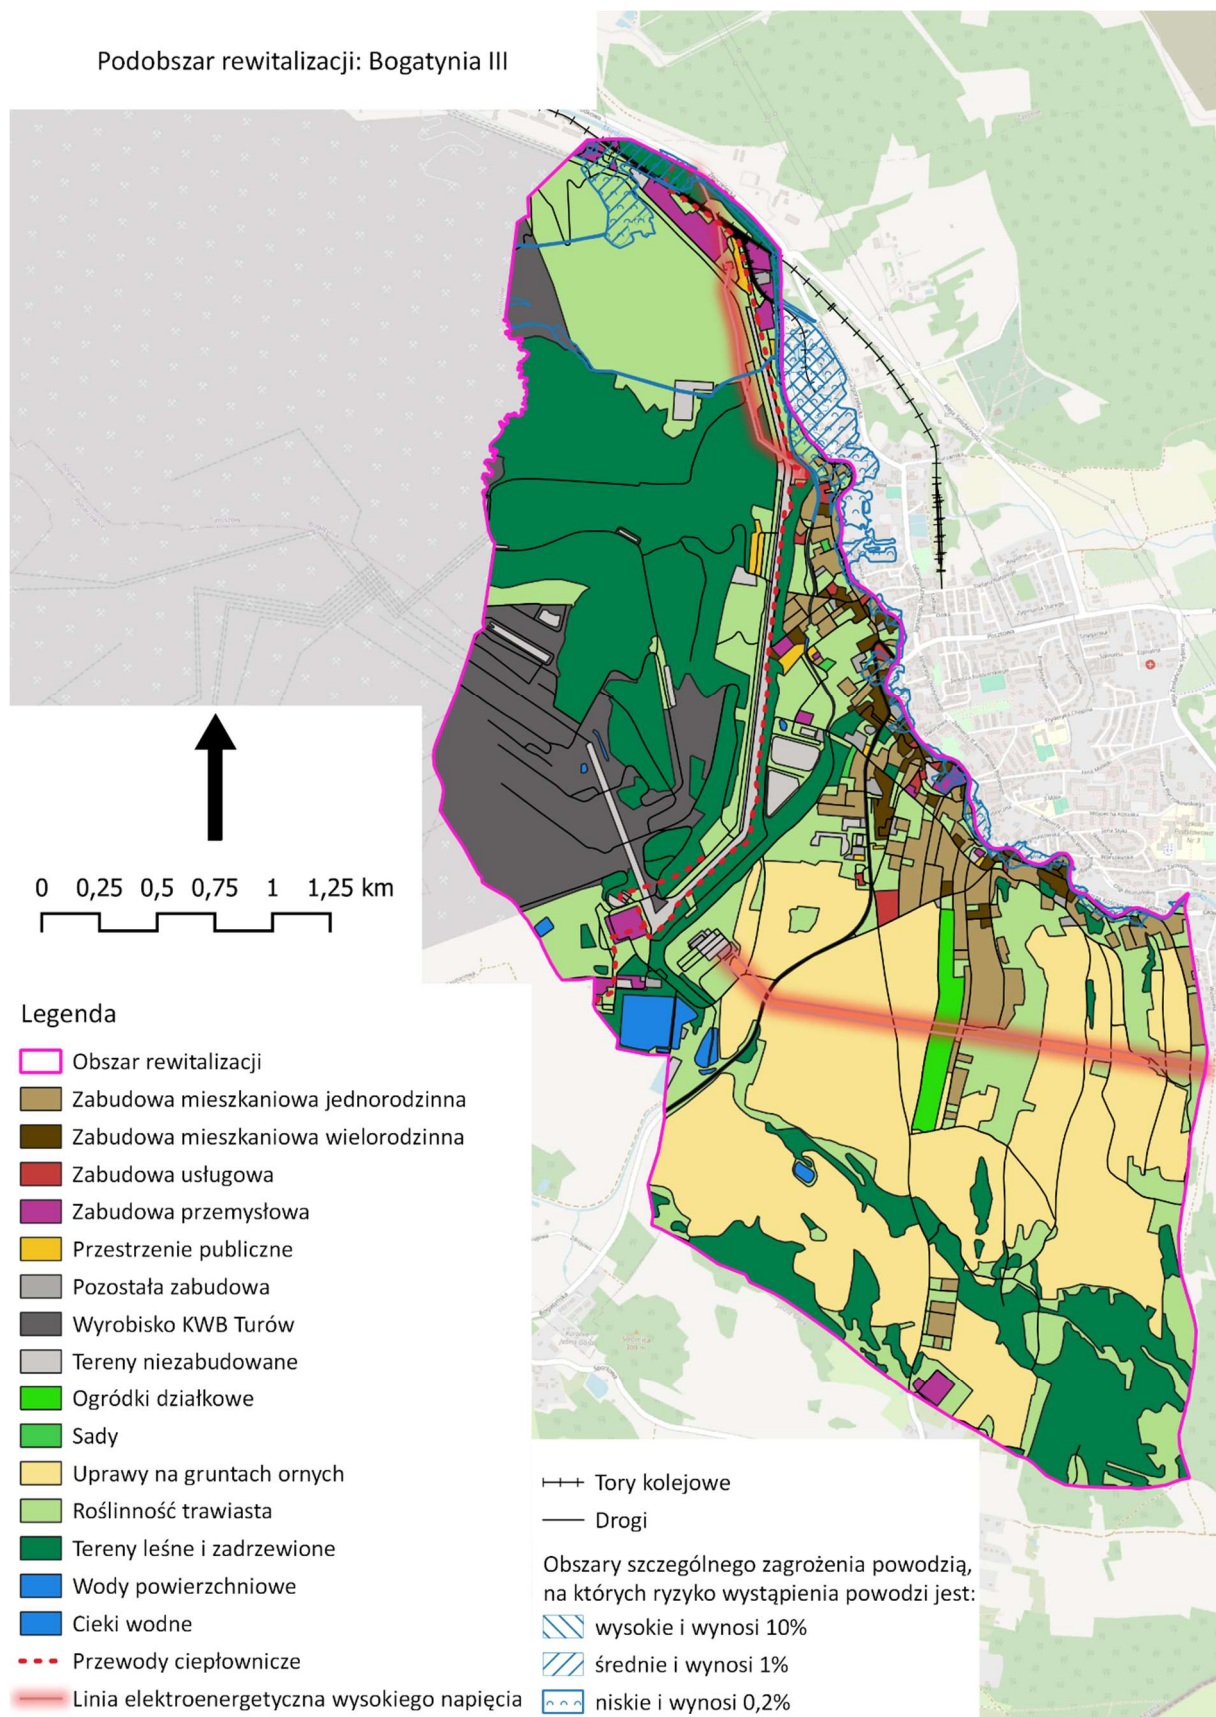 Podobszar rewitalizacji: Bogatynia III
Pocztowa
0 0,25 0,5 0,75 1 1,25 km
Legenda
Obszar rewitalizacji
Zabudowa mieszkaniowa jednorodzinna
Zabudowa mieszkaniowa wielorodzinna
Zabudowa usługowa
Zabudowa przemysłowa
Przestrzenie publiczne
Pozostała zabudowa
Wyrobisko KWB Turów
Tereny niezabudowane
Ogródki działkowe
Sady
Uprawy na gruntach ornych
Roślinność trawiasta
Tereny leśne i zadrzewione
Wody powierzchniowe
Cieki wodne
Przewody ciepłownicze
Linia elektroenergetyczna wysokiego napięcia
Tory kolejowe
Drogi
Obszary szczególnego zagrożenia powodzią,
na których ryzyko wystąpienia powodzi jest:
wysokie i wynosi 10%
średnie i wynosi 1%
niskie i wynosi 0,2%